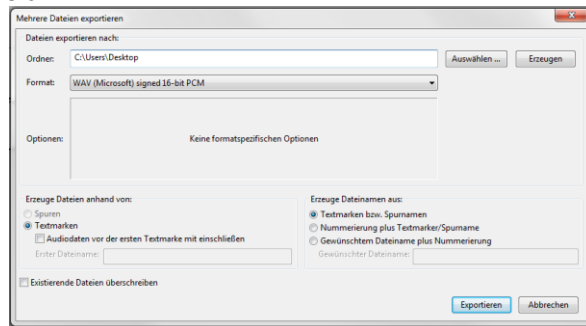 Mehrere Dateien exportieren
Dateien exportieren nach:
Ordner: C:\Users\Desktop Auswählen ... Erzeugen
Format: WAV (Microsoft) signed 16-bit PCM
Optionen: Keine formatspezifischen Optionen
Erzeuge Dateien anhand von:
Spuren
Textmarken
Audiodaten vor der ersten Textmarke mit einschließen
Erster Dateiname:
Erzeuge Dateinamen aus:
Textmarken bzw. Spurnamen
Nummerierung plus Textmarker/Spurname
Gewünschtem Dateiname plus Nummerierung
Gewünschter Dateiname:
Existierende Dateien überschreiben
Exportieren Abbrechen